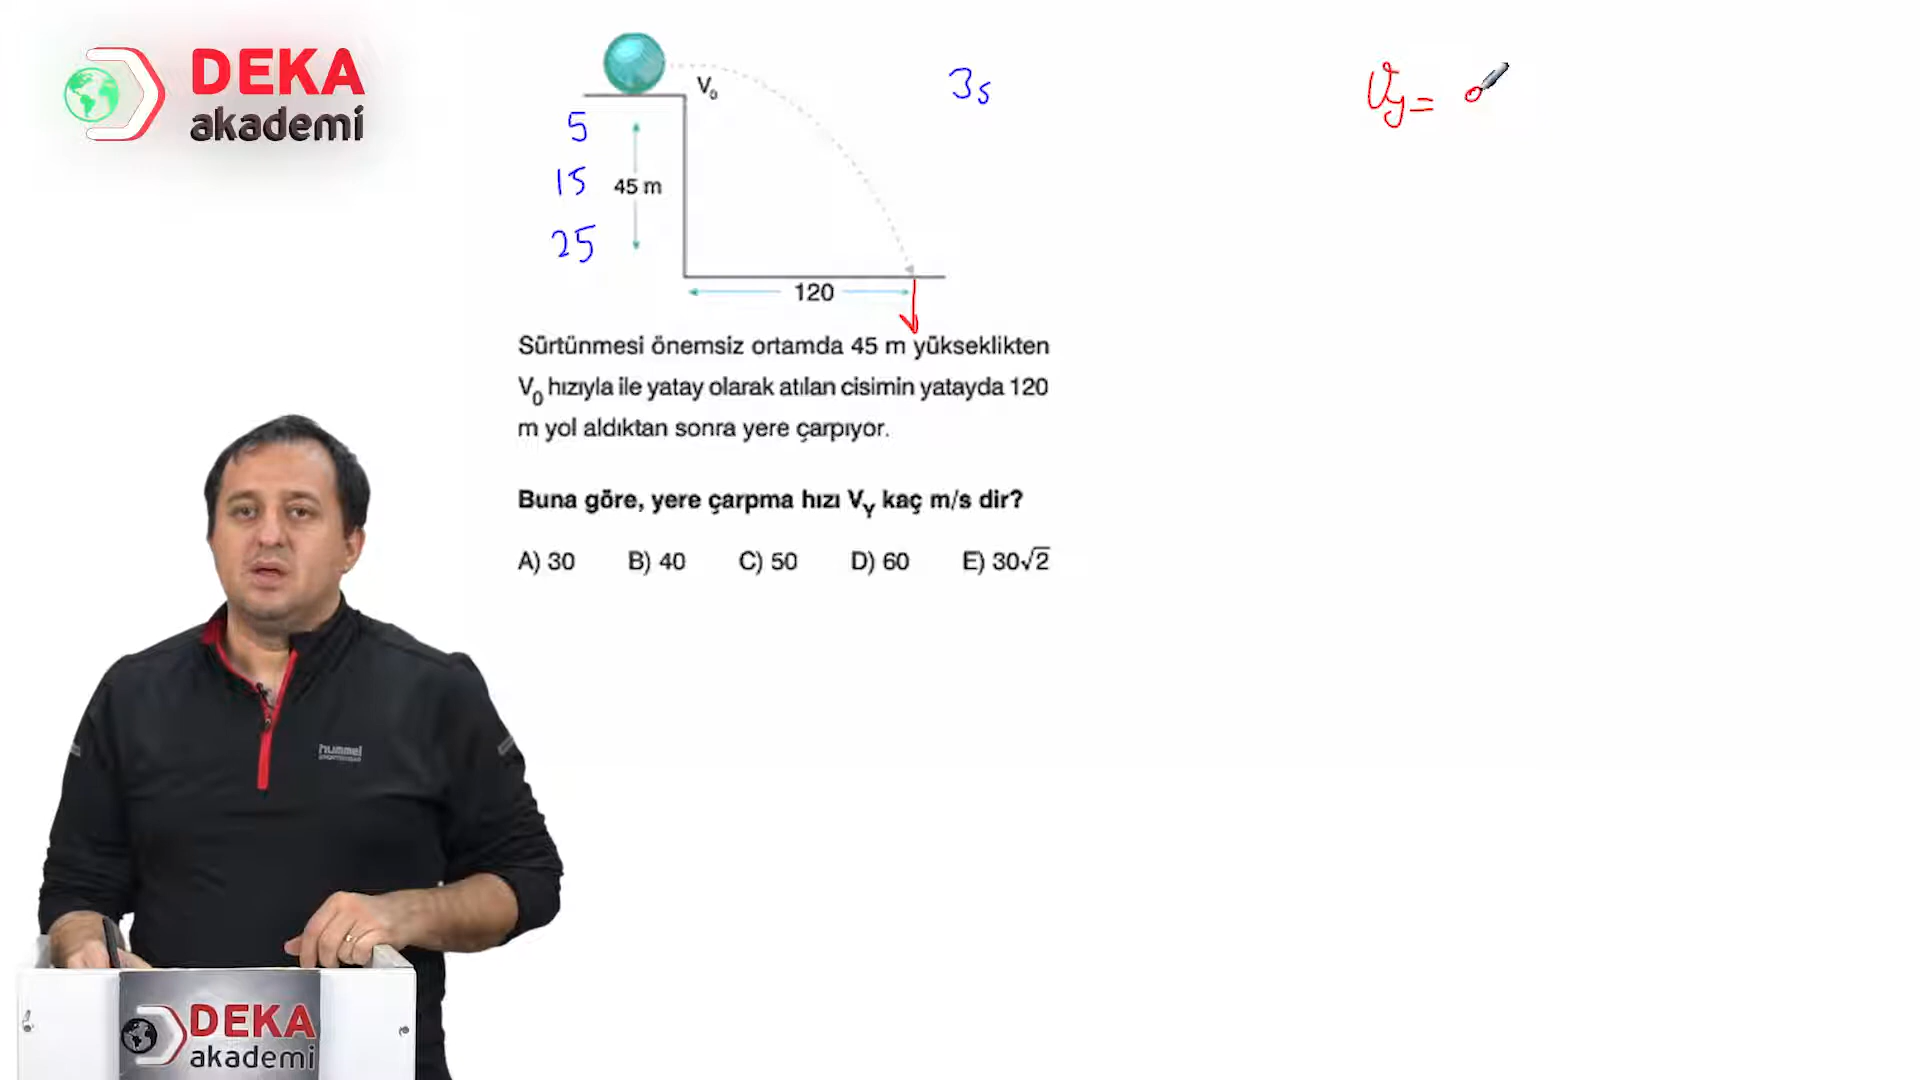 DEKA
akademi
V₀
3s
Vy=
5
15
45 m
25
120
Sürtünmesi önemsiz ortamda 45 m yükseklikten
V₀ hızıyla ile yatay olarak atılan cisimin yatayda 120
m yol aldıktan sonra yere çarpıyor.
Buna göre, yere çarpma hızı VY kaç m/s dir?
A) 30 B) 40 C) 50 D) 60 E) 30√2
hummel
DEKA
akademi